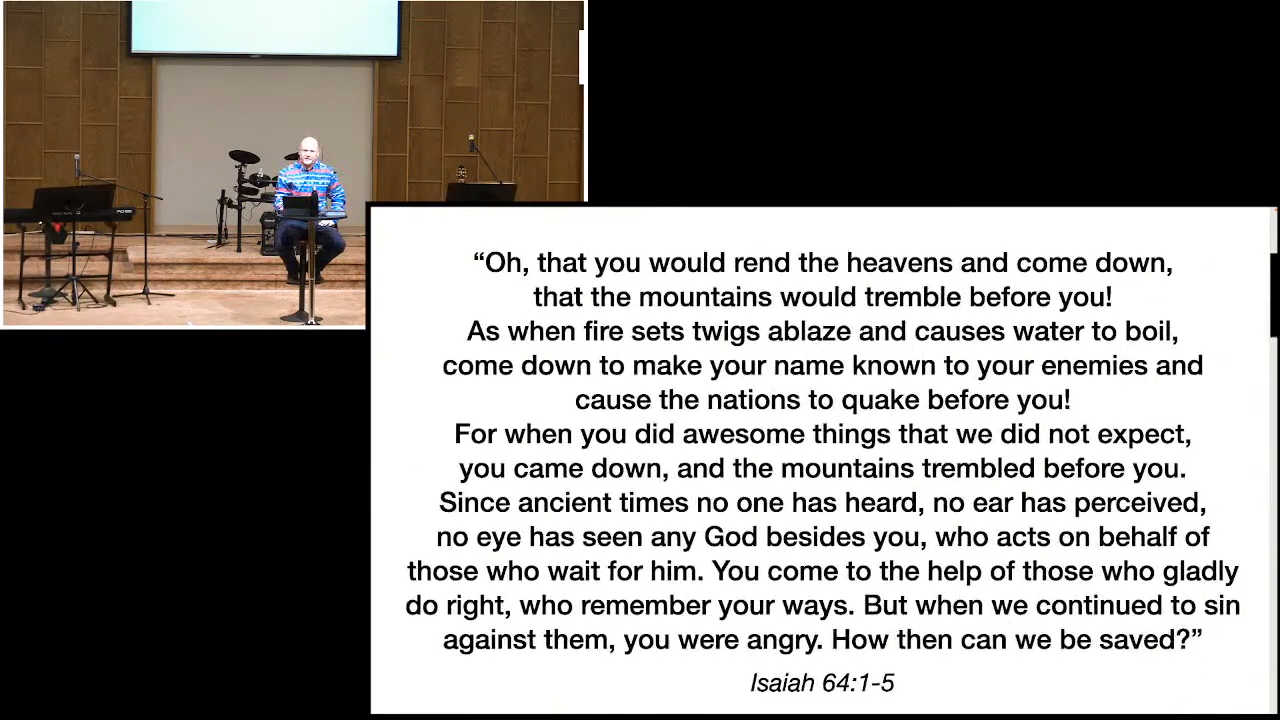 “Oh, that you would rend the heavens and come down,
that the mountains would tremble before you!
As when fire sets twigs ablaze and causes water to boil,
come down to make your name known to your enemies and
cause the nations to quake before you!
For when you did awesome things that we did not expect,
you came down, and the mountains trembled before you.
Since ancient times no one has heard, no ear has perceived,
no eye has seen any God besides you, who acts on behalf of
those who wait for him. You come to the help of those who gladly
do right, who remember your ways. But when we continued to sin
against them, you were angry. How then can we be saved?”
Isaiah 64:1-5